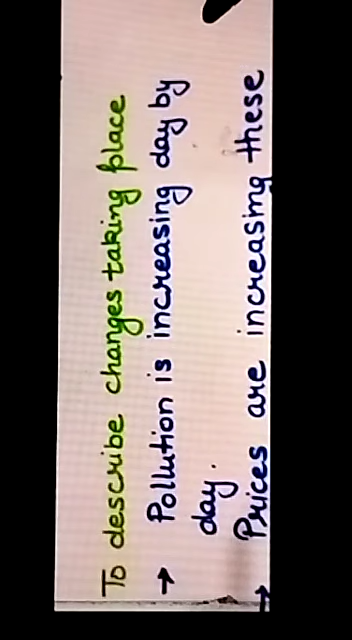 To describe changes taking place
→ Pollution is increasing day by
day.
→ Prices are increasing these